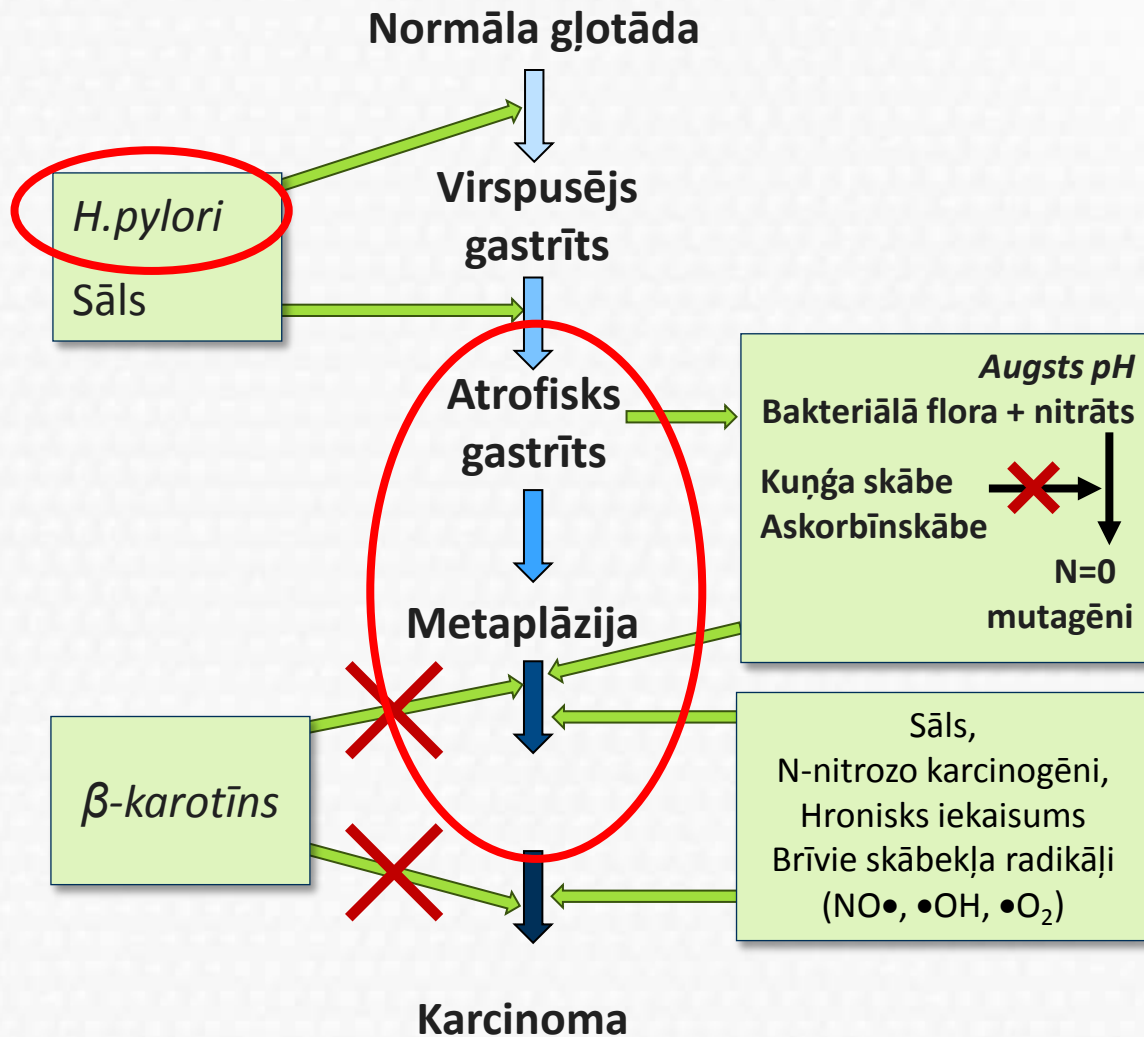 Normāla gļotāda
H.pylori
Sāls
Virspusējs
gastrīts
Atrofisks
gastrīts
Augsts pH
Bakteriālā flora + nitrāts
Kuņģa skābe
Askorbīnskābe
N=0
mutagēni
Metaplāzija
β-karotīns
Sāls,
N-nitrozo karcinogēni,
Hronisks iekaisums
Brīvie skābekļa radikāļi
(NO●, ●OH, ●O₂)
Karcinoma